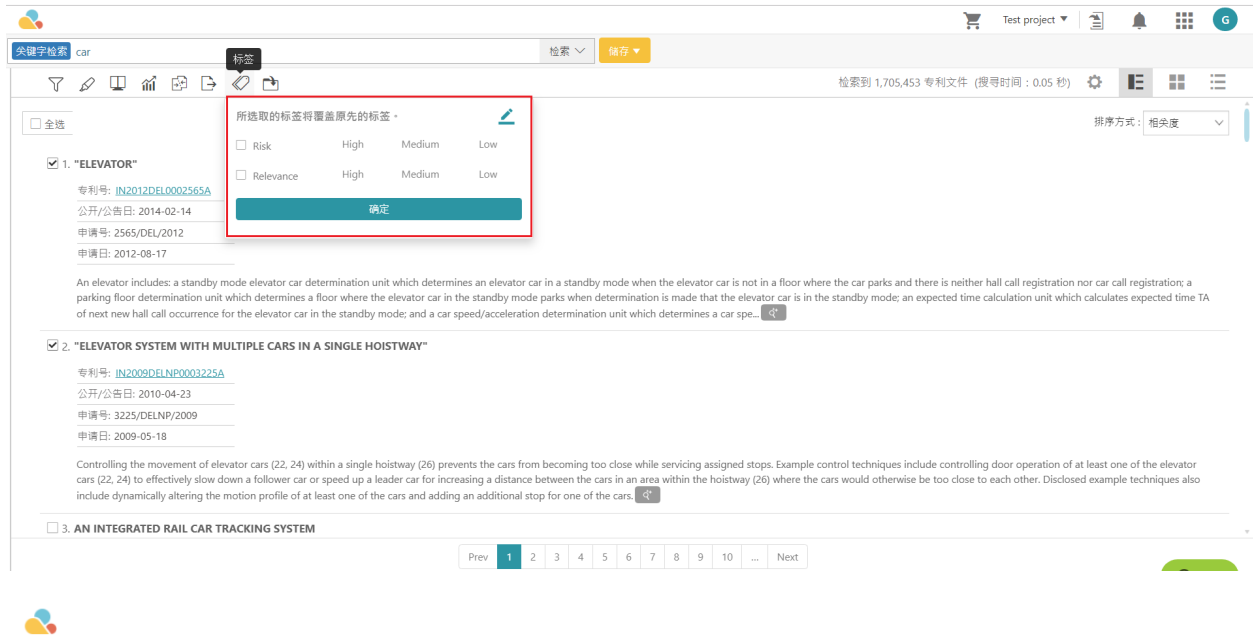 Test project ▼
G
关键字检索 car
检索
储存 ▼
标签
检索到 1,705,453 专利文件 (搜寻时间：0.05 秒)
所选取的标签将覆盖原先的标签。
Risk High Medium Low
Relevance High Medium Low
确定
全选
排序方式： 相关度
1. "ELEVATOR"
专利号: IN2012DEL0002565A
公开/公告日: 2014-02-14
申请号: 2565/DEL/2012
申请日: 2012-08-17
An elevator includes: a standby mode elevator car determination unit which determines an elevator car in a standby mode when the elevator car is not in a floor where the car parks and there is neither hall call registration nor car call registration; a
parking floor determination unit which determines a floor where the elevator car in the standby mode parks when determination is made that the elevator car is in the standby mode; an expected time calculation unit which calculates expected time TA
of next new hall call occurrence for the elevator car in the standby mode; and a car speed/acceleration determination unit which determines a car spe...
2. "ELEVATOR SYSTEM WITH MULTIPLE CARS IN A SINGLE HOISTWAY"
专利号: IN2009DELNP0003225A
公开/公告日: 2010-04-23
申请号: 3225/DELNP/2009
申请日: 2009-05-18
Controlling the movement of elevator cars (22, 24) within a single hoistway (26) prevents the cars from becoming too close while servicing assigned stops. Example control techniques include controlling door operation of at least one of the elevator
cars (22, 24) to effectively slow down a follower car or speed up a leader car for increasing a distance between the cars in an area within the hoistway (26) where the cars would otherwise be too close to each other. Disclosed example techniques also
include dynamically altering the motion profile of at least one of the cars and adding an additional stop for one of the cars.
3. AN INTEGRATED RAIL CAR TRACKING SYSTEM
Prev 1 2 3 4 5 6 7 8 9 10 ... Next